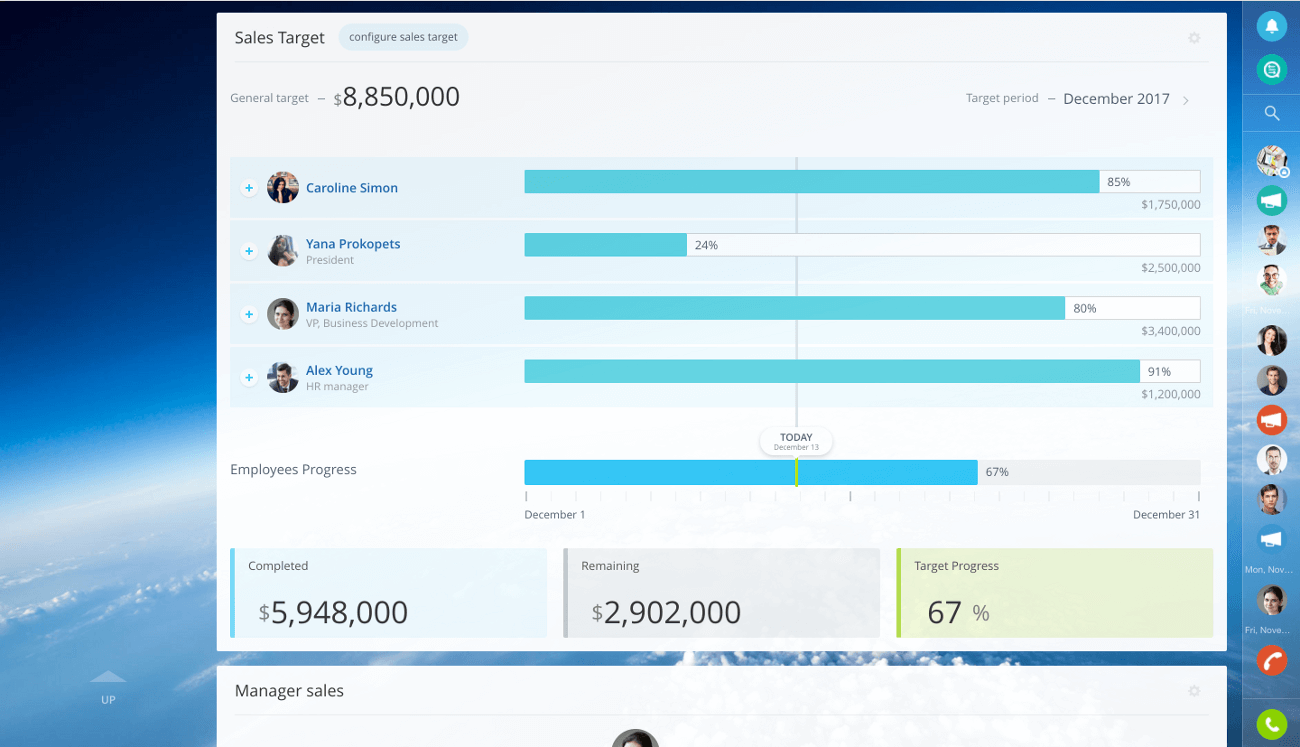 Sales Target
configure sales target
General target – $8,850,000
Target period – December 2017
Caroline Simon
85%
$1,750,000
Yana Prokopets
President
24%
$2,500,000
Maria Richards
VP, Business Development
80%
$3,400,000
Alex Young
HR manager
91%
$1,200,000
TODAY
December 13
Employees Progress
67%
December 1
December 31
Completed
$5,948,000
Remaining
$2,902,000
Target Progress
67 %
Manager sales
UP
Fri, Nove...
Mon, Nov...
Fri, Nove...